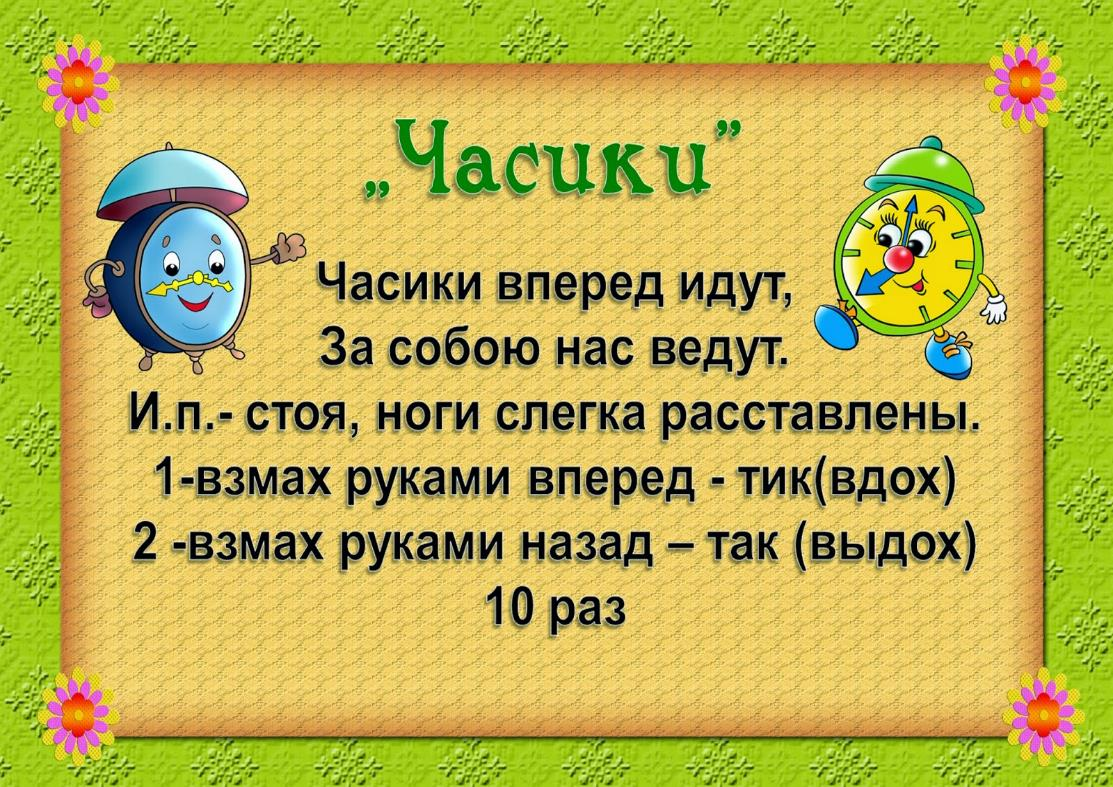 „Часики”
Часики вперед идут,
За собою нас ведут.
И.п.- стоя, ноги слегка расставлены.
1-взмах руками вперед - тик(вдох)
2 -взмах руками назад – так (выдох)
10 раз